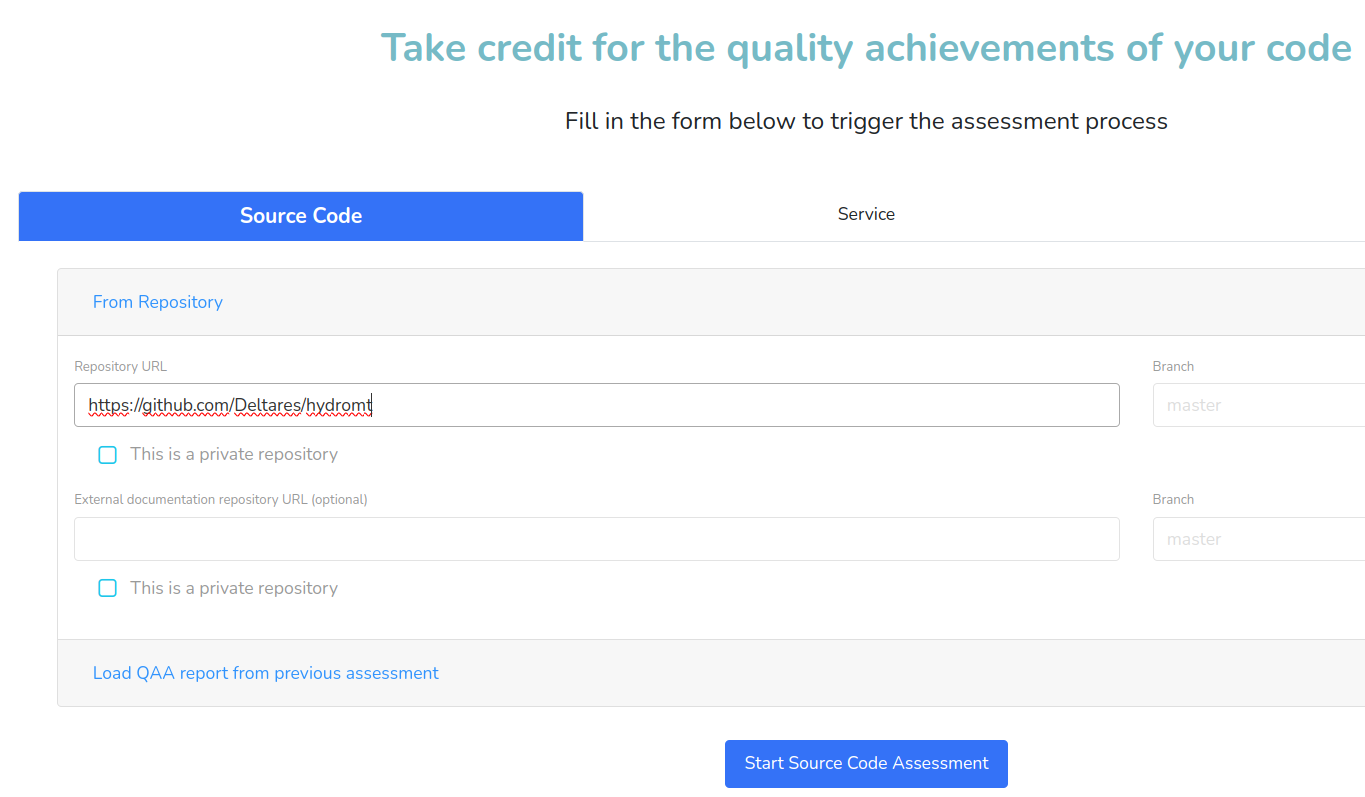 Take credit for the quality achievements of your code
Fill in the form below to trigger the assessment process
Source Code
Service
From Repository
Repository URL
Branch
https://github.com/Deltares/hydromt
master
This is a private repository
External documentation repository URL (optional)
Branch
master
This is a private repository
Load QAA report from previous assessment
Start Source Code Assessment